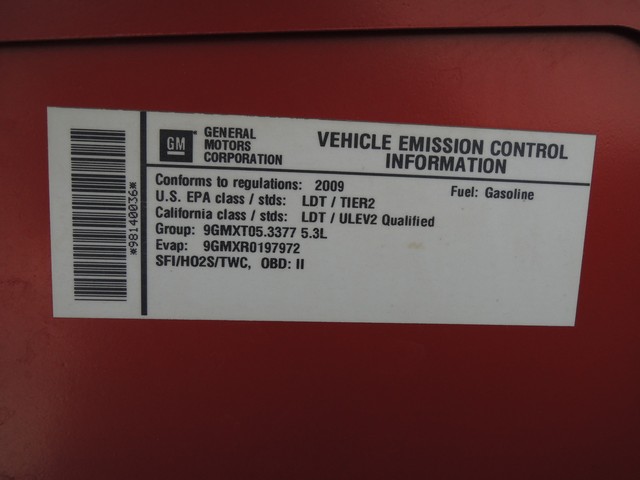 *98140036*
GM
GENERAL
MOTORS
CORPORATION
VEHICLE EMISSION CONTROL
INFORMATION
Conforms to regulations: 2009
Fuel: Gasoline
U.S. EPA class / stds: LDT / TIER2
California class / stds: LDT / ULEV2 Qualified
Group: 9GMXT05.3377 5.3L
Evap: 9GMXR0197972
SFI/HO2S/TWC, OBD: II